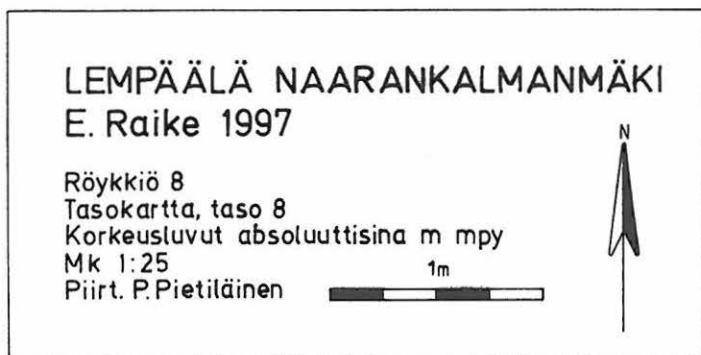 LEMPÄÄLÄ NAARANKALMANMÄKI
E. Raike 1997
N
Röykkiö 8
Tasokartta, taso 8
Korkeusluvut absoluuttisina m mpy
Mk 1:25
1m
Piirt. P. Pietiläinen